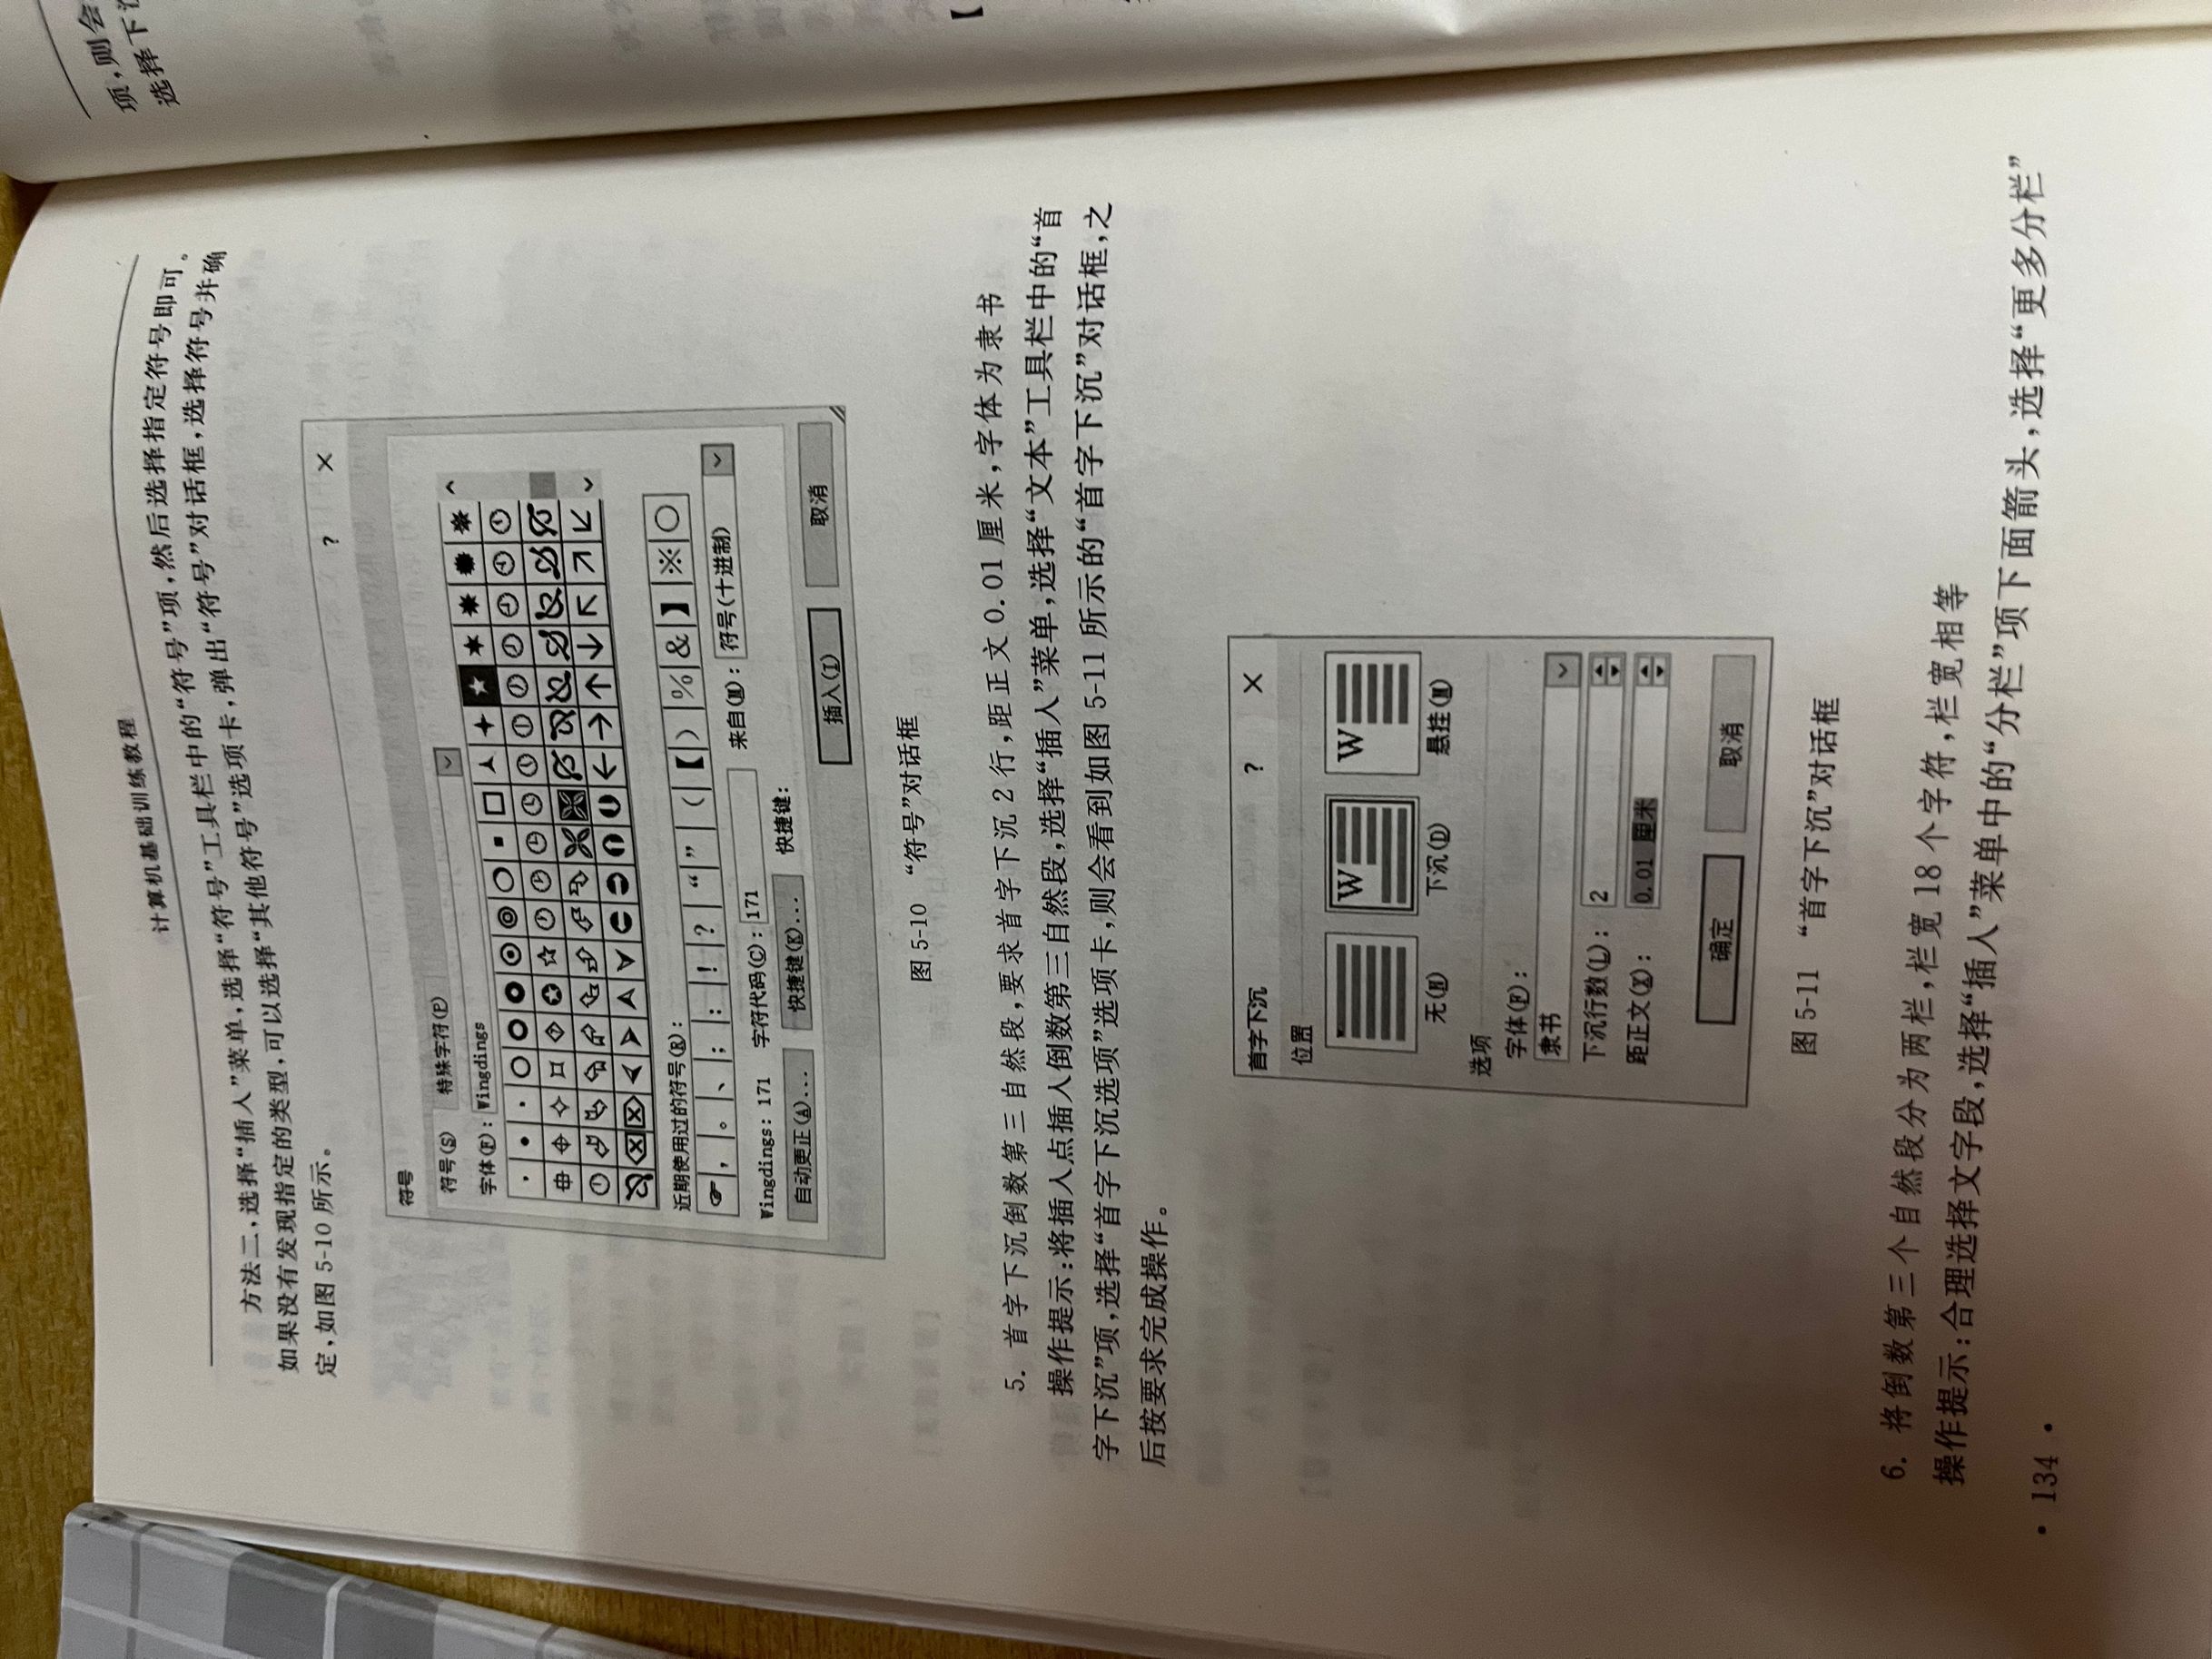 计算机基础训练教程
方法二,选择“插入”菜单,选择“符号”工具栏中的“符号”项,然后选择指定符号即可。
如果没有发现指定的类型,可以选择“其他符号”选项卡,弹出“符号”对话框,选择符号并确
定,如图 5-10 所示。
符号 ? ×
符号(S) 特殊字符(P)
字体(F): Wingdings
近期使用过的符号(R):
☞ , 。 、 ; : ! ? “ ” ( 【 ) % & 】 ※ ○
Wingdings: 171 字符代码(C): 171 来自(M): 符号(十进制)
自动更正(A)... 快捷键(K)... 快捷键:
插入(I) 取消
图 5-10 “符号”对话框
5. 首字下沉倒数第三自然段,要求首字下沉 2 行,距正文 0.01 厘米,字体为隶书
操作提示:将插入点插入倒数第三自然段,选择“插入”菜单,选择“文本”工具栏中的“首
字下沉”项,选择“首字下沉选项”选项卡,则会看到如图 5-11 所示的“首字下沉”对话框,之
后按要求完成操作。
首字下沉 ? ×
位置
W W
无(N) 下沉(D) 悬挂(M)
选项
字体(F):
隶书
下沉行数(L): 2
距正文(X): 0.01 厘米
确定 取消
图 5-11 “首字下沉”对话框
6. 将倒数第三个自然段分为两栏,栏宽 18 个字符,栏宽相等
操作提示:合理选择文字段,选择“插入”菜单中的“分栏”项下面箭头,选择“更多分栏”
• 134 •
项,则会
选择下
【